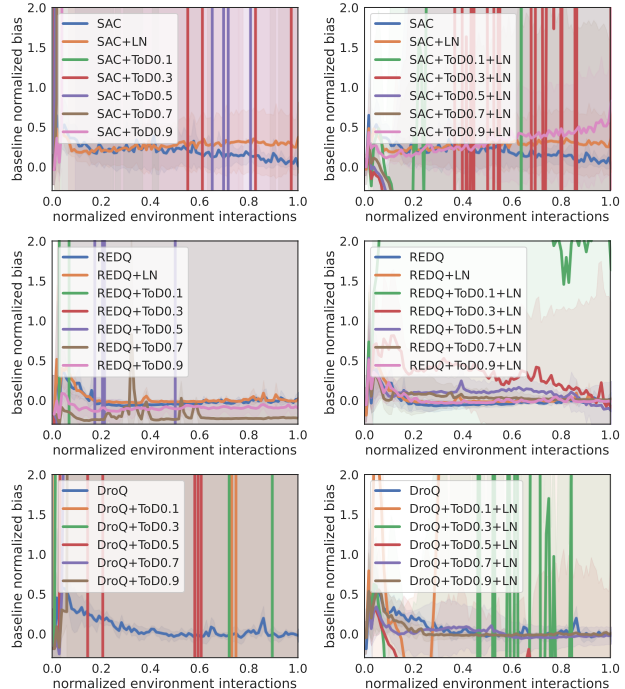 baseline normalized bias
2.0
1.5
1.0
0.5
0.0
SAC
SAC+LN
SAC+ToD0.1
SAC+ToD0.3
SAC+ToD0.5
SAC+ToD0.7
SAC+ToD0.9
0.0 0.2 0.4 0.6 0.8 1.0
normalized environment interactions
baseline normalized bias
2.0
1.5
1.0
0.5
0.0
SAC
SAC+LN
SAC+ToD0.1+LN
SAC+ToD0.3+LN
SAC+ToD0.5+LN
SAC+ToD0.7+LN
SAC+ToD0.9+LN
0.0 0.2 0.4 0.6 0.8 1.0
normalized environment interactions
baseline normalized bias
2.0
1.5
1.0
0.5
0.0
REDQ
REDQ+LN
REDQ+ToD0.1
REDQ+ToD0.3
REDQ+ToD0.5
REDQ+ToD0.7
REDQ+ToD0.9
0.0 0.2 0.4 0.6 0.8 1.0
normalized environment interactions
baseline normalized bias
2.0
1.5
1.0
0.5
0.0
REDQ
REDQ+LN
REDQ+ToD0.1+LN
REDQ+ToD0.3+LN
REDQ+ToD0.5+LN
REDQ+ToD0.7+LN
REDQ+ToD0.9+LN
0.0 0.2 0.4 0.6 0.8 1.0
normalized environment interactions
baseline normalized bias
2.0
1.5
1.0
0.5
0.0
DroQ
DroQ+ToD0.1
DroQ+ToD0.3
DroQ+ToD0.5
DroQ+ToD0.7
DroQ+ToD0.9
0.0 0.2 0.4 0.6 0.8 1.0
normalized environment interactions
baseline normalized bias
2.0
1.5
1.0
0.5
0.0
DroQ
DroQ+ToD0.1+LN
DroQ+ToD0.3+LN
DroQ+ToD0.5+LN
DroQ+ToD0.7+LN
DroQ+ToD0.9+LN
0.0 0.2 0.4 0.6 0.8 1.0
normalized environment interactions